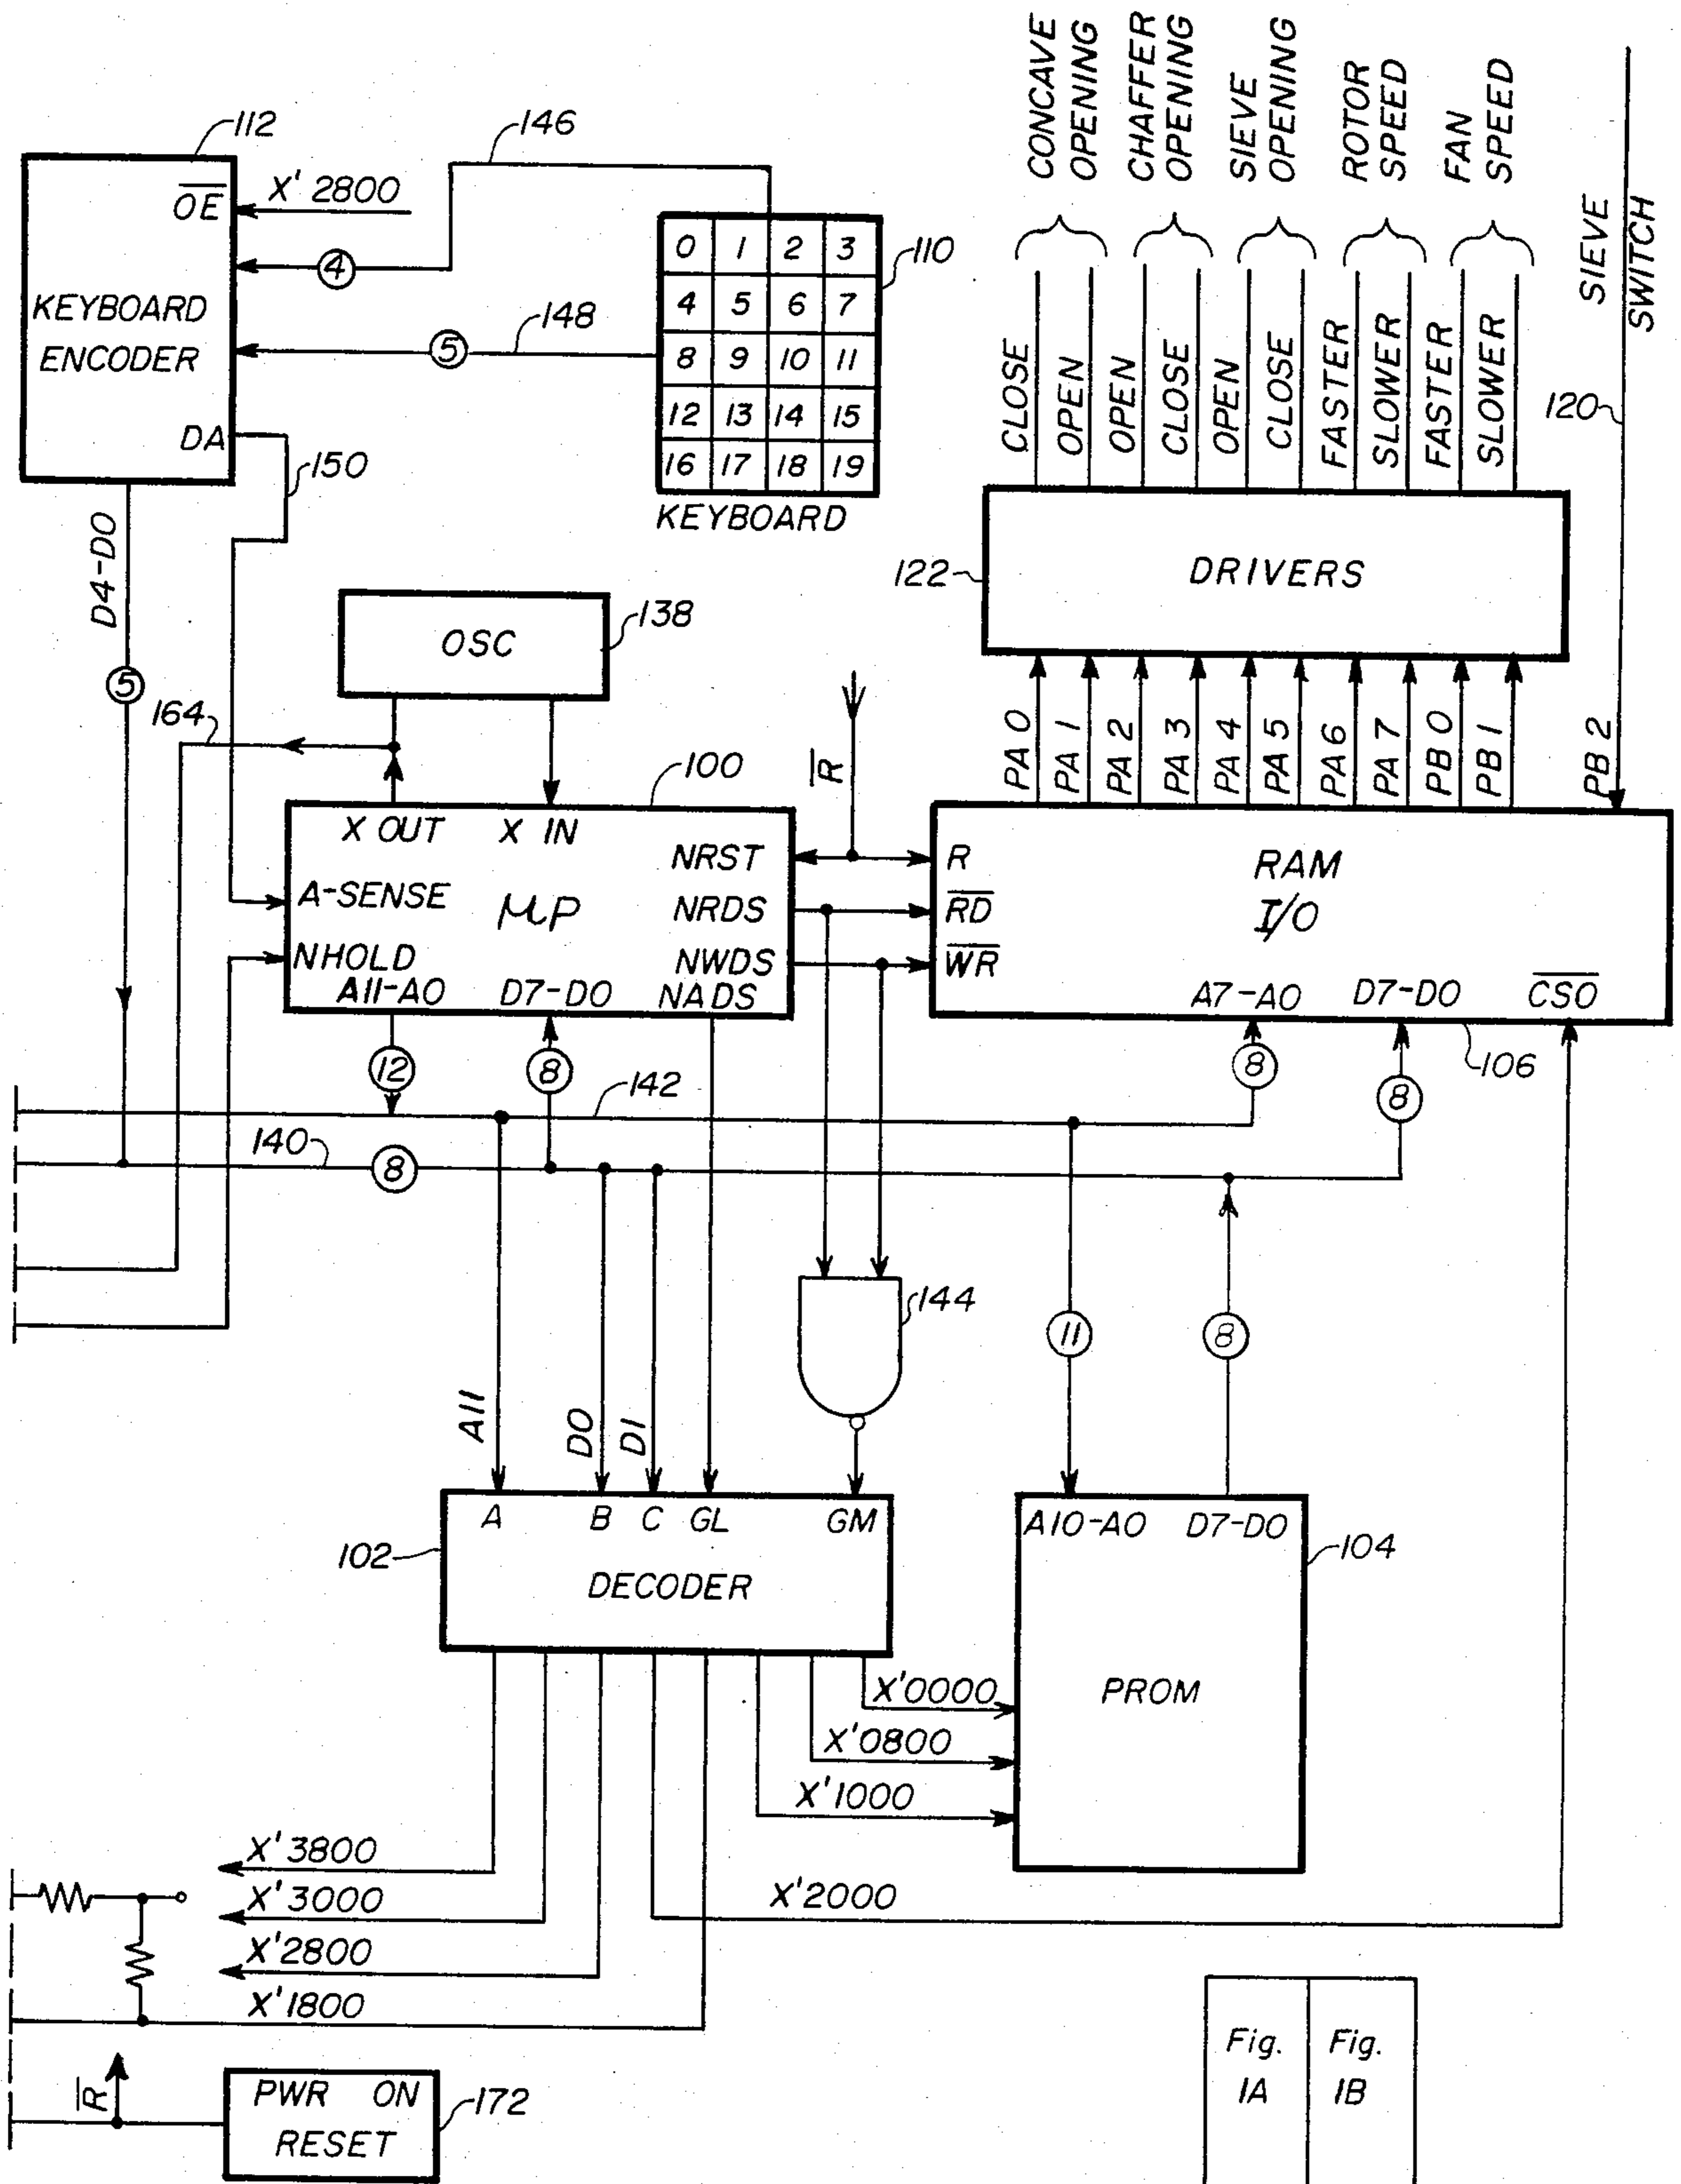 CONCAVE
OPENING
CHAFFER
OPENING
SIEVE
OPENING
ROTOR
SPEED
FAN
SPEED
SIEVE
SWITCH
112
146
OE
X'2800
4
KEYBOARD
ENCODER
148
5
DA
150
0 1 2 3
4 5 6 7
8 9 10 11
12 13 14 15
16 17 18 19
110
KEYBOARD
CLOSE
OPEN
OPEN
CLOSE
OPEN
CLOSE
FASTER
SLOWER
FASTER
SLOWER
120
D4-D0
5
164
OSC
138
122
DRIVERS
R
PA 0
PA 1
PA 2
PA 3
PA 4
PA 5
PA 6
PA 7
PB 0
PB 1
PB 2
100
X OUT X IN
NRST
A-SENSE
μP
NRDS
NHOLD
NWDS
A11-A0 D7-D0 NADS
R
RAM
I/O
RD
WR
A7-A0 D7-D0 CS0
106
12
8
8
8
142
140
8
144
11
8
A11
D0
D1
A B C GL GM
102
DECODER
A10-A0 D7-D0
104
PROM
X'0000
X'0800
X'1000
X'3800
X'3000
X'2000
X'2800
X'1800
R
PWR ON
RESET
172
Fig.
1A
Fig.
1B